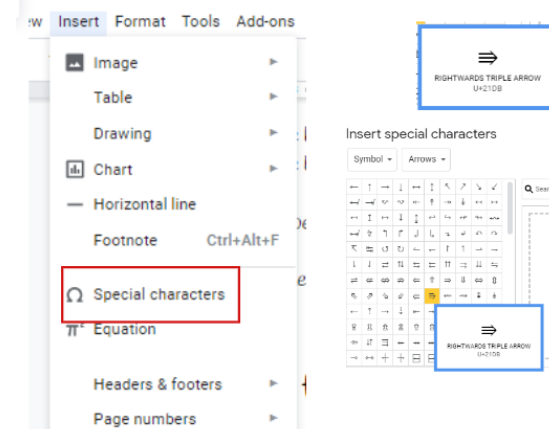 Insert Format Tools Add-ons
Image
Table
Drawing
Chart
Horizontal line
Footnote Ctrl+Alt+F
Special characters
Equation
Headers & footers
Page numbers
RIGHTWARDS TRIPLE ARROW
U+21DB
Insert special characters
Symbol Arrows
RIGHTWARDS TRIPLE ARROW
U+21DB